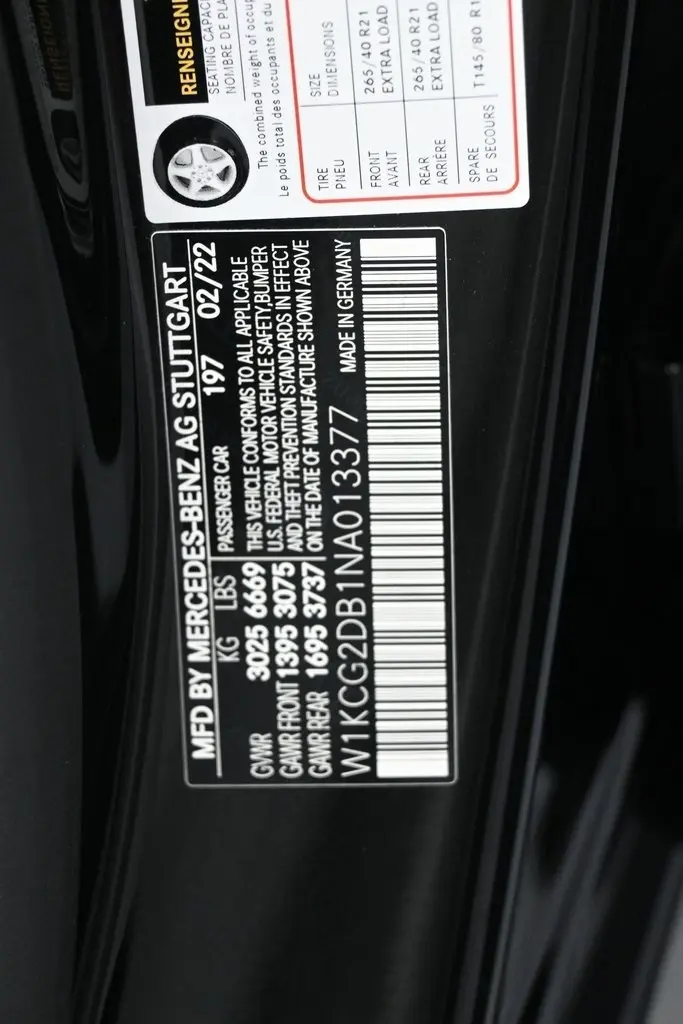 RENSEIGN
SEATING CAPAC
NOMBRE DE PLA
The combined weight of occup
Le poids total des occupants et du
TIRE SIZE
PNEU DIMENSIONS
FRONT 265/40 R21
AVANT EXTRA LOAD
REAR 265/40 R21
ARRIÈRE EXTRA LOAD
SPARE T145/80 R1
DE SECOURS
MFD BY MERCEDES-BENZ AG STUTTGART
KG LBS PASSENGER CAR 197 02/22
GVWR 3025 6669
GAWR FRONT 1395 3075
GAWR REAR 1695 3737
THIS VEHICLE CONFORMS TO ALL APPLICABLE
U.S. FEDERAL MOTOR VEHICLE SAFETY,BUMPER
AND THEFT PREVENTION STANDARDS IN EFFECT
ON THE DATE OF MANUFACTURE SHOWN ABOVE
W1KCG2DB1NA013377 MADE IN GERMANY